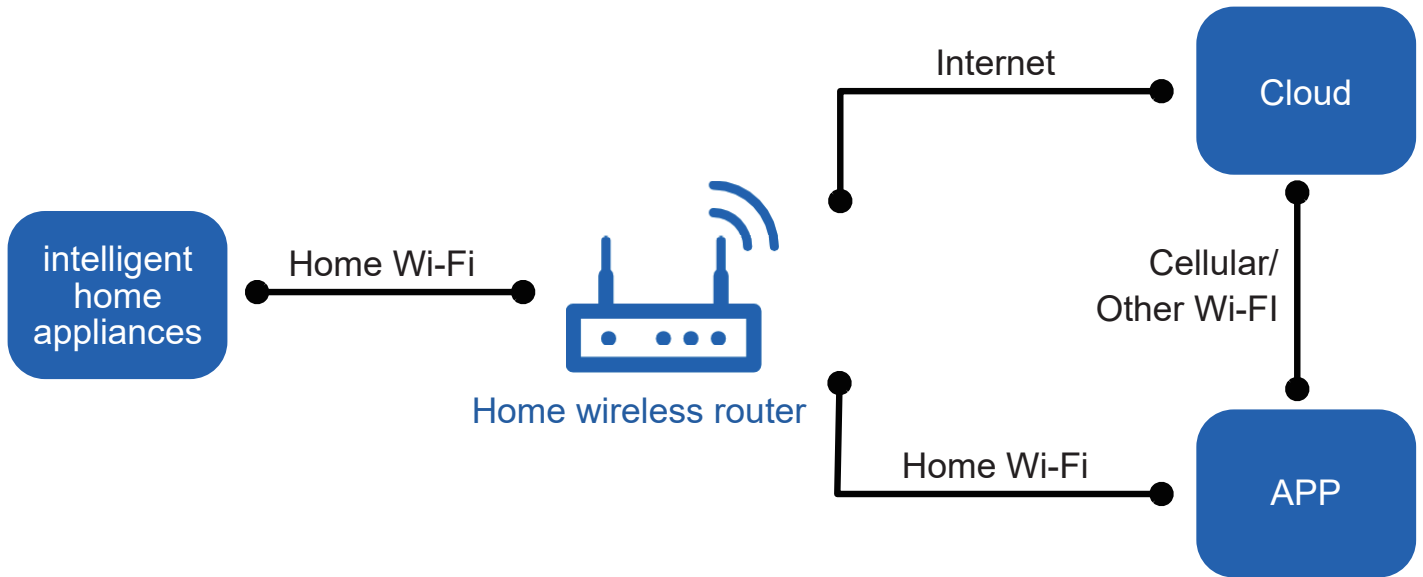 Internet
Cloud
intelligent
home
appliances
Home Wi-Fi
Cellular/
Other Wi-FI
Home wireless router
Home Wi-Fi
APP